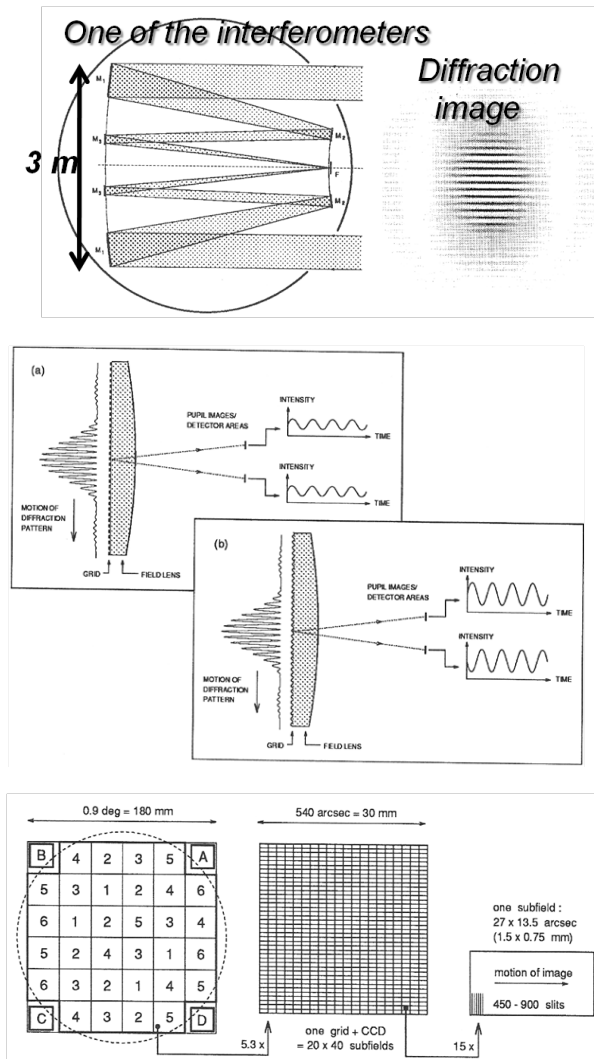 One of the interferometers
Diffraction
image
3 m
M1
M2
M3
F
M3
M2
M1
(a)
INTENSITY
PUPIL IMAGES/
DETECTOR AREAS
TIME
INTENSITY
MOTION OF
DIFFRACTION
PATTERN
TIME
GRID
FIELD LENS
(b)
INTENSITY
PUPIL IMAGES/
DETECTOR AREAS
TIME
INTENSITY
MOTION OF
DIFFRACTION
PATTERN
TIME
GRID
FIELD LENS
0.9 deg = 180 mm
540 arcsec = 30 mm
B 4 2 3 5 A
5 3 1 2 4 6
6 1 2 5 3 4
5 2 4 3 1 6
6 3 2 1 4 5
C 4 3 2 5 D
one subfield :
27 x 13.5 arcsec
(1.5 x 0.75 mm)
motion of image
450 - 900 slits
5.3 x
one grid + CCD
= 20 x 40 subfields
15 x